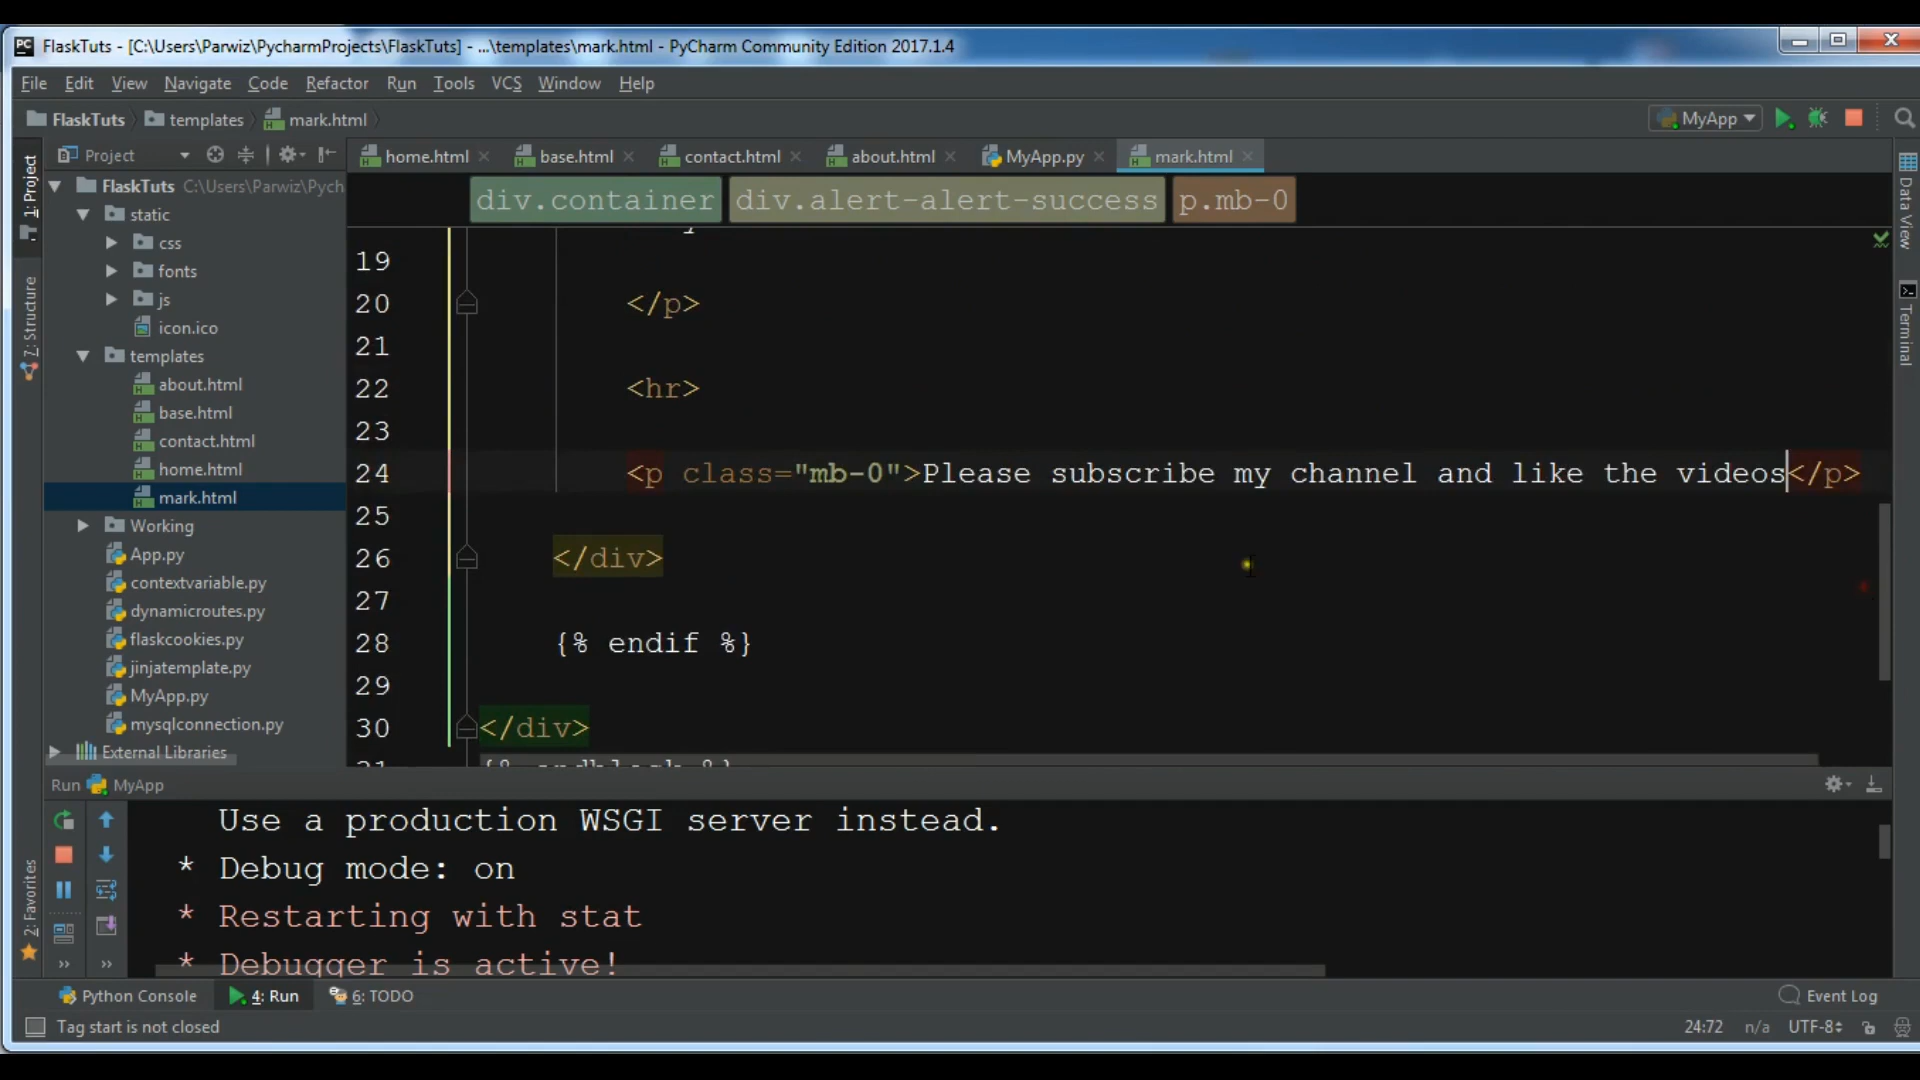 FlaskTuts - [C:\Users\Parwiz\PycharmProjects\FlaskTuts] - ...\templates\mark.html - PyCharm Community Edition 2017.1.4
File Edit View Navigate Code Refactor Run Tools VCS Window Help
FlaskTuts templates mark.html MyApp
Project home.html base.html contact.html about.html MyApp.py mark.html
div.container div.alert-alert-success p.mb-0
1: Project
7: Structure
2: Favorites
FlaskTuts C:\Users\Parwiz\Pych
static
css
fonts
js
icon.ico
templates
about.html
base.html
contact.html
home.html
mark.html
Working
App.py
contextvariable.py
dynamicroutes.py
flaskcookies.py
jinjatemplate.py
MyApp.py
mysqlconnection.py
External Libraries
19
20 </p>
21
22 <hr>
23
24 <p class="mb-0">Please subscribe my channel and like the videos</p>
25
26 </div>
27
28 {% endif %}
29
30 </div>
Data View
Terminal
Run MyApp
Use a production WSGI server instead.
* Debug mode: on
* Restarting with stat
* Debugger is active!
Python Console 4: Run 6: TODO Event Log
Tag start is not closed 24:72 n/a UTF-8